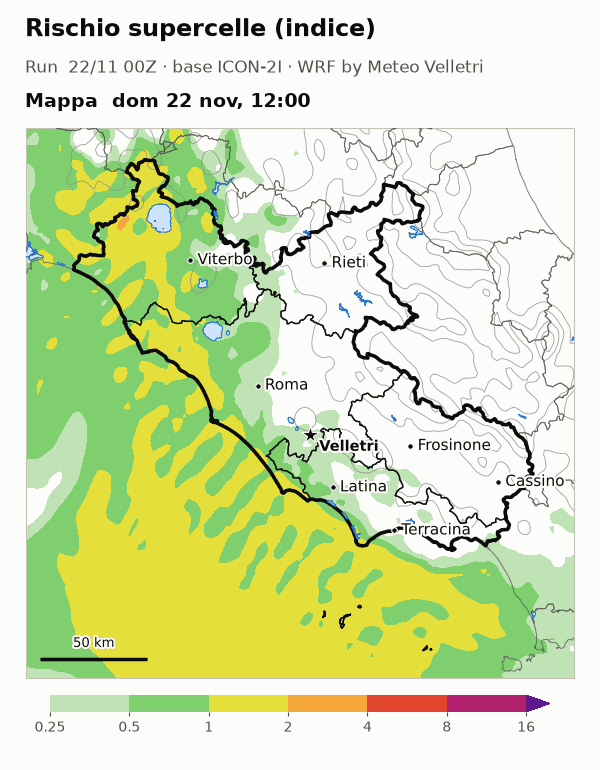 Rischio supercelle (indice)
Run 22/11 00Z · base ICON-2I · WRF by Meteo Velletri
Mappa dom 22 nov, 12:00
Viterbo
Rieti
Roma
Velletri
Frosinone
Cassino
Latina
Terracina
50 km
0.25 0.5 1 2 4 8 16